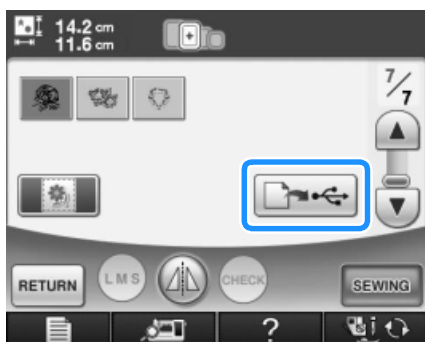 14.2 cm
11.6 cm
7/7
RETURN
LMS
CHECK
SEWING
?
i